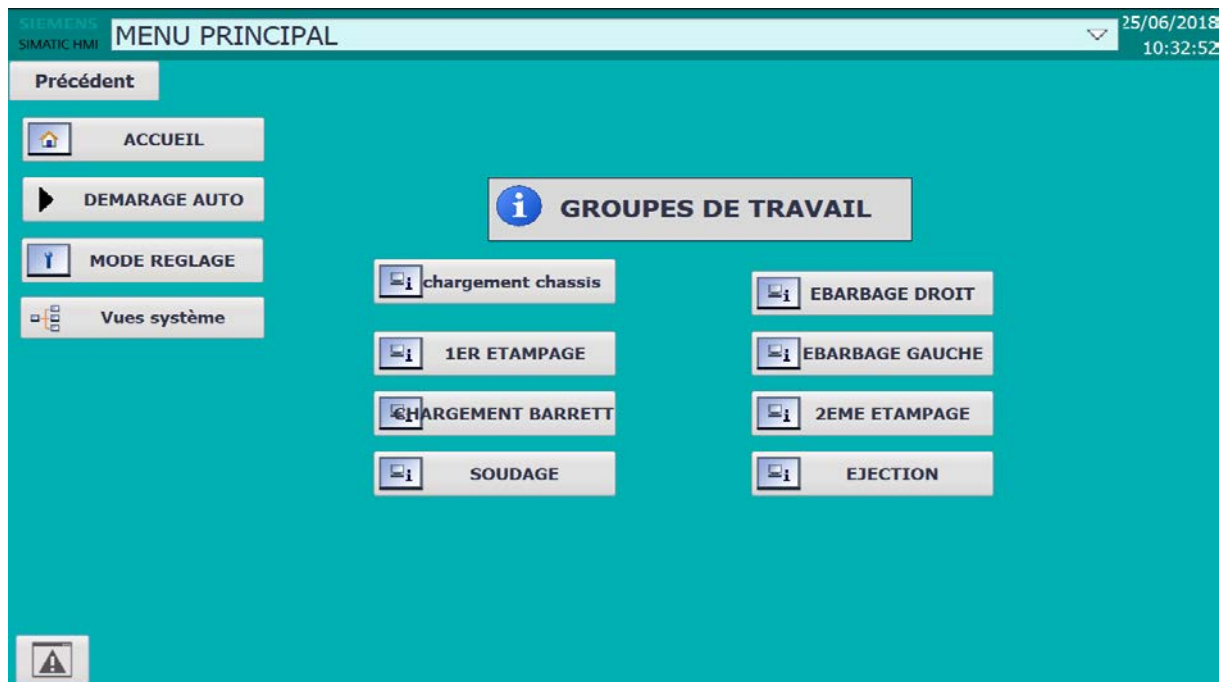 SIEMENS
SIMATIC HMI
MENU PRINCIPAL
25/06/2018
10:32:52
Précédent
ACCUEIL
DEMARAGE AUTO
MODE REGLAGE
Vues système
GROUPES DE TRAVAIL
chargement chassis
1ER ETAMPAGE
CHARGEMENT BARRETT
SOUDAGE
EBARBAGE DROIT
EBARBAGE GAUCHE
2EME ETAMPAGE
EJECTION